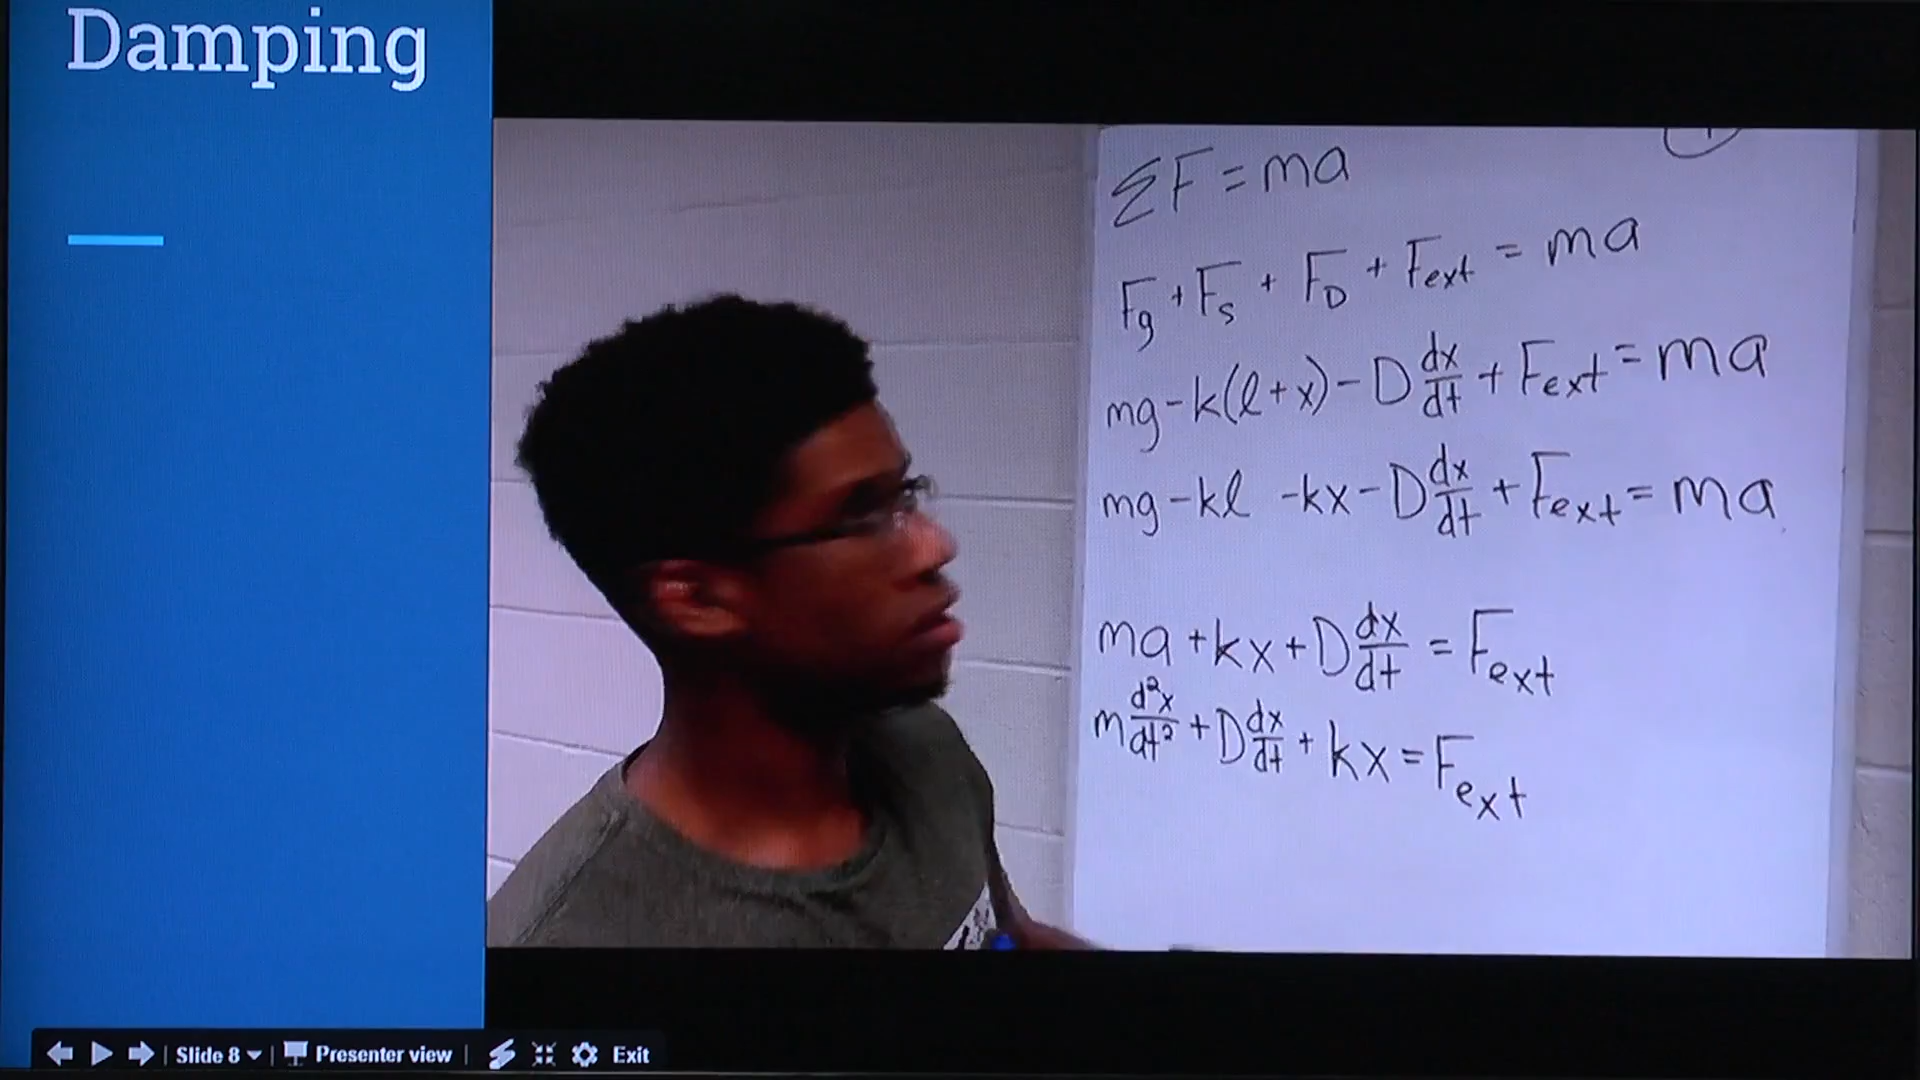 Damping
ΣF = ma
Fg + Fs + FD + Fext = ma
mg - k(l + x) - D dx/dt + Fext = ma
mg - kl - kx - D dx/dt + Fext = ma
ma + kx + D dx/dt = Fext
m d²x/dt² + D dx/dt + kx = Fext
Slide 8 Presenter view Exit